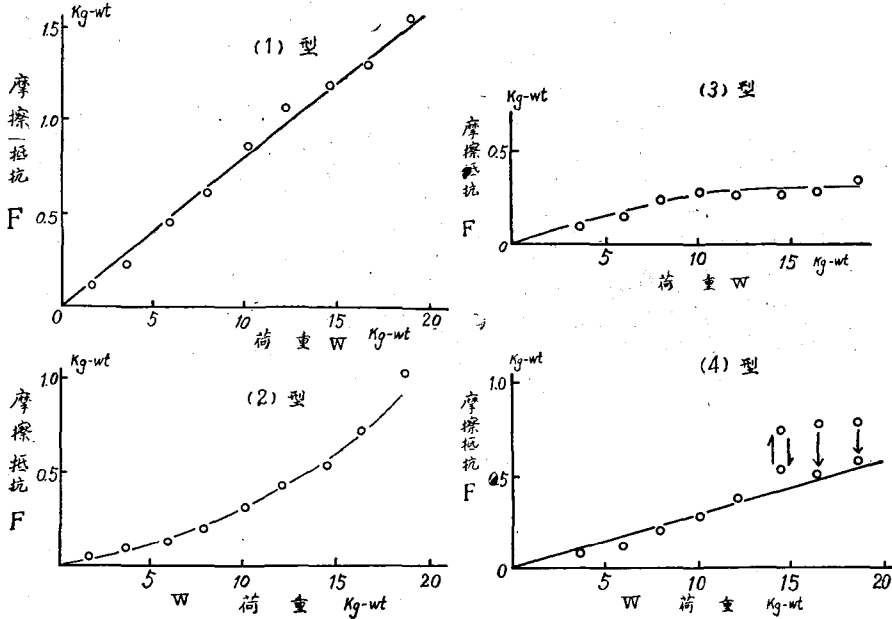 Kg-wt
1.5
(1) 型
摩擦抵抗 F
1.0
0.5
0 5 10 15 20
荷重 W Kg-wt
Kg-wt
1.0
(2) 型
摩擦抵抗 F
0.5
0 5 10 15 20
W 荷重 Kg-wt
Kg-wt
(3) 型
摩擦抵抗 F
0.5
0
5 10 15 Kg-wt
荷重 W
Kg-wt
1.0
(4) 型
摩擦抵抗 F
0.5
0
5 10 15 20
W 荷重 Kg-wt